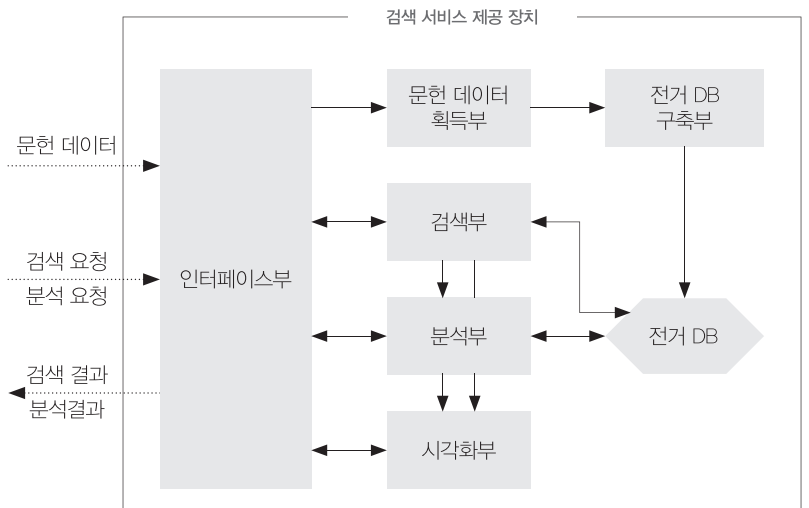 검색 서비스 제공 장치
문헌 데이터
획득부
전거 DB
구축부
문헌 데이터
검색부
검색 요청
인터페이스부
분석 요청
분석부
전거 DB
검색 결과
분석결과
시각화부